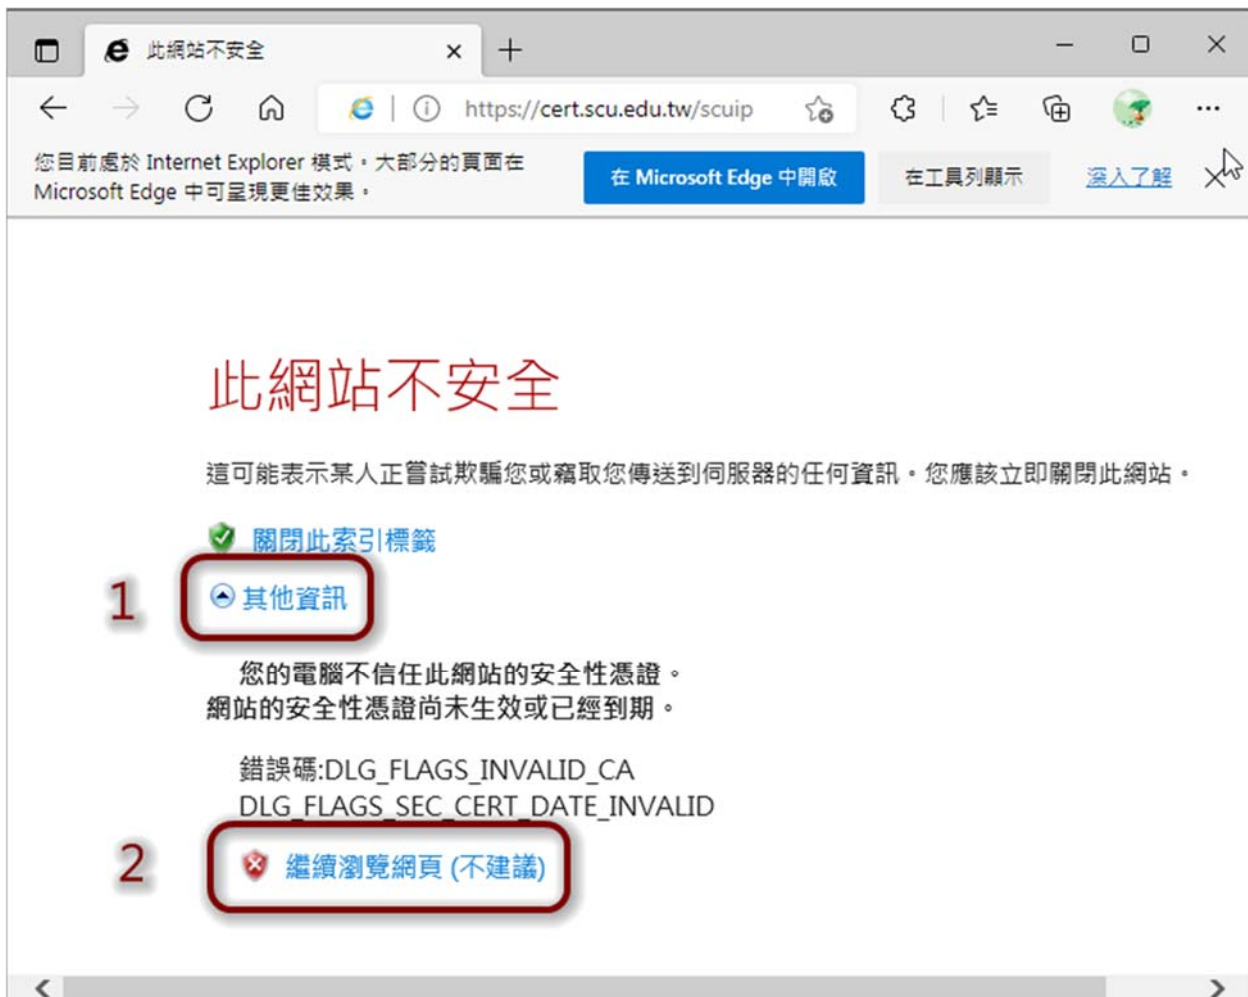 此網站不安全
https://cert.scu.edu.tw/scuip
您目前處於 Internet Explorer 模式。大部分的頁面在
Microsoft Edge 中可呈現更佳效果。
在 Microsoft Edge 中開啟
在工具列顯示
深入了解
此網站不安全
這可能表示某人正嘗試欺騙您或竊取您傳送到伺服器的任何資訊。您應該立即關閉此網站。
關閉此索引標籤
1
其他資訊
您的電腦不信任此網站的安全性憑證。
網站的安全性憑證尚未生效或已經到期。
錯誤碼:DLG_FLAGS_INVALID_CA
DLG_FLAGS_SEC_CERT_DATE_INVALID
2
繼續瀏覽網頁 (不建議)